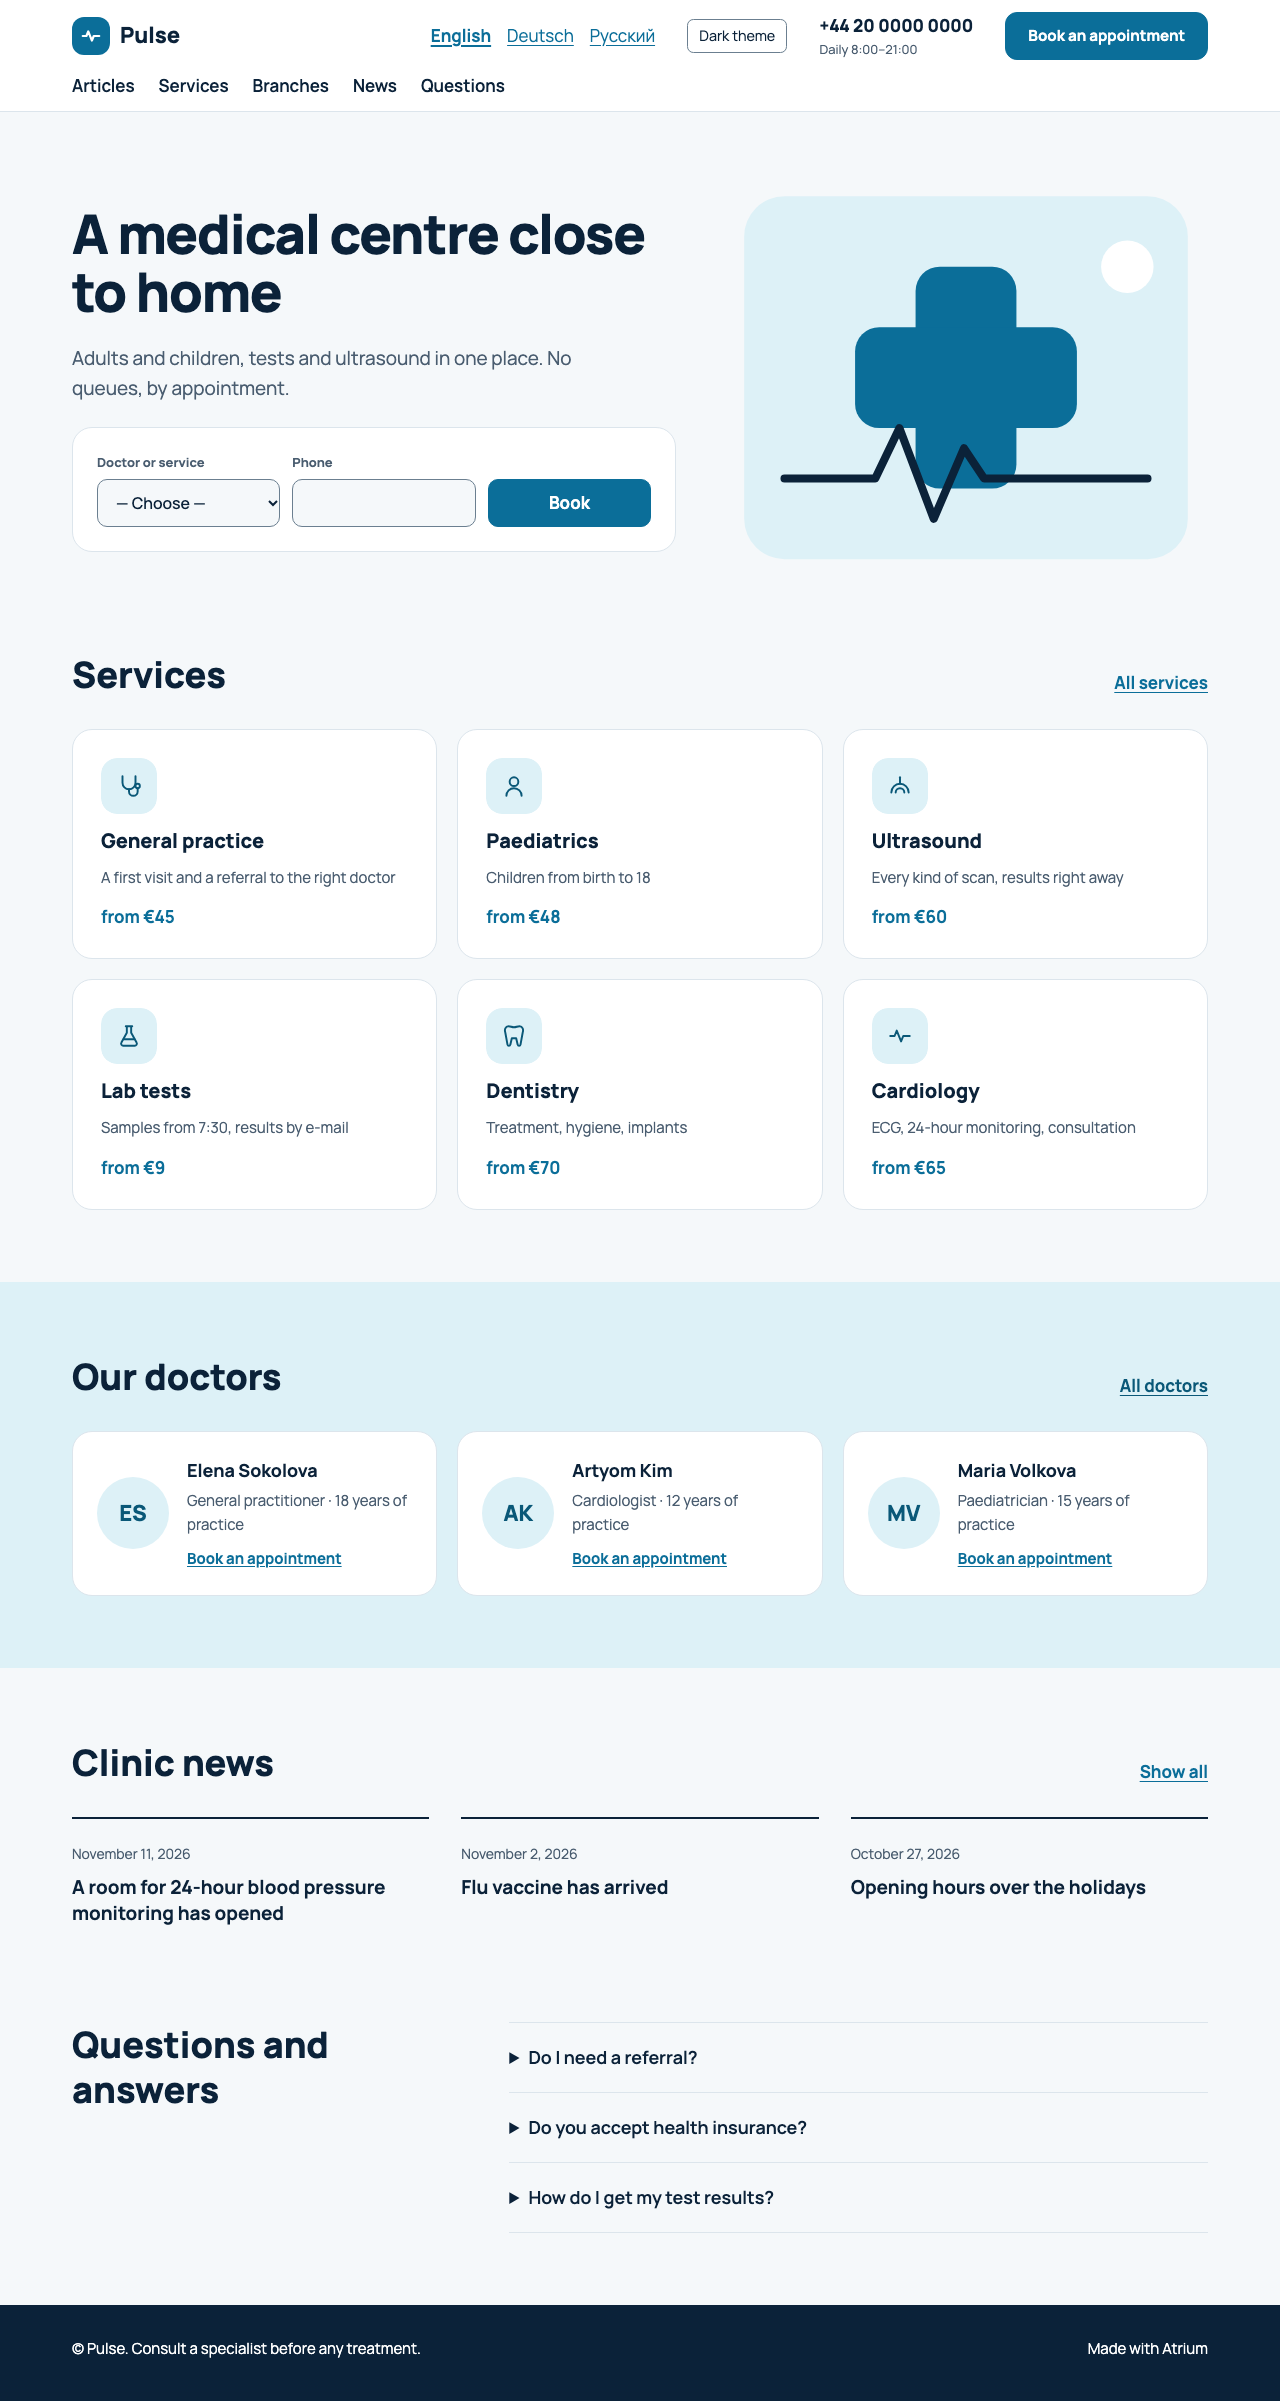 Pulse
English Deutsch Русский
Dark theme
+44 20 0000 0000
Daily 8:00–21:00
Book an appointment
Articles Services Branches News Questions
A medical centre close
to home
Adults and children, tests and ultrasound in one place. No
queues, by appointment.
Doctor or service
Phone
— Choose —
Book
Services
All services
General practice
A first visit and a referral to the right doctor
from €45
Paediatrics
Children from birth to 18
from €48
Ultrasound
Every kind of scan, results right away
from €60
Lab tests
Samples from 7:30, results by e-mail
from €9
Dentistry
Treatment, hygiene, implants
from €70
Cardiology
ECG, 24-hour monitoring, consultation
from €65
Our doctors
All doctors
ES
Elena Sokolova
General practitioner · 18 years of
practice
Book an appointment
AK
Artyom Kim
Cardiologist · 12 years of
practice
Book an appointment
MV
Maria Volkova
Paediatrician · 15 years of
practice
Book an appointment
Clinic news
Show all
November 11, 2026
A room for 24-hour blood pressure
monitoring has opened
November 2, 2026
Flu vaccine has arrived
October 27, 2026
Opening hours over the holidays
Questions and
answers
Do I need a referral?
Do you accept health insurance?
How do I get my test results?
© Pulse. Consult a specialist before any treatment.
Made with Atrium